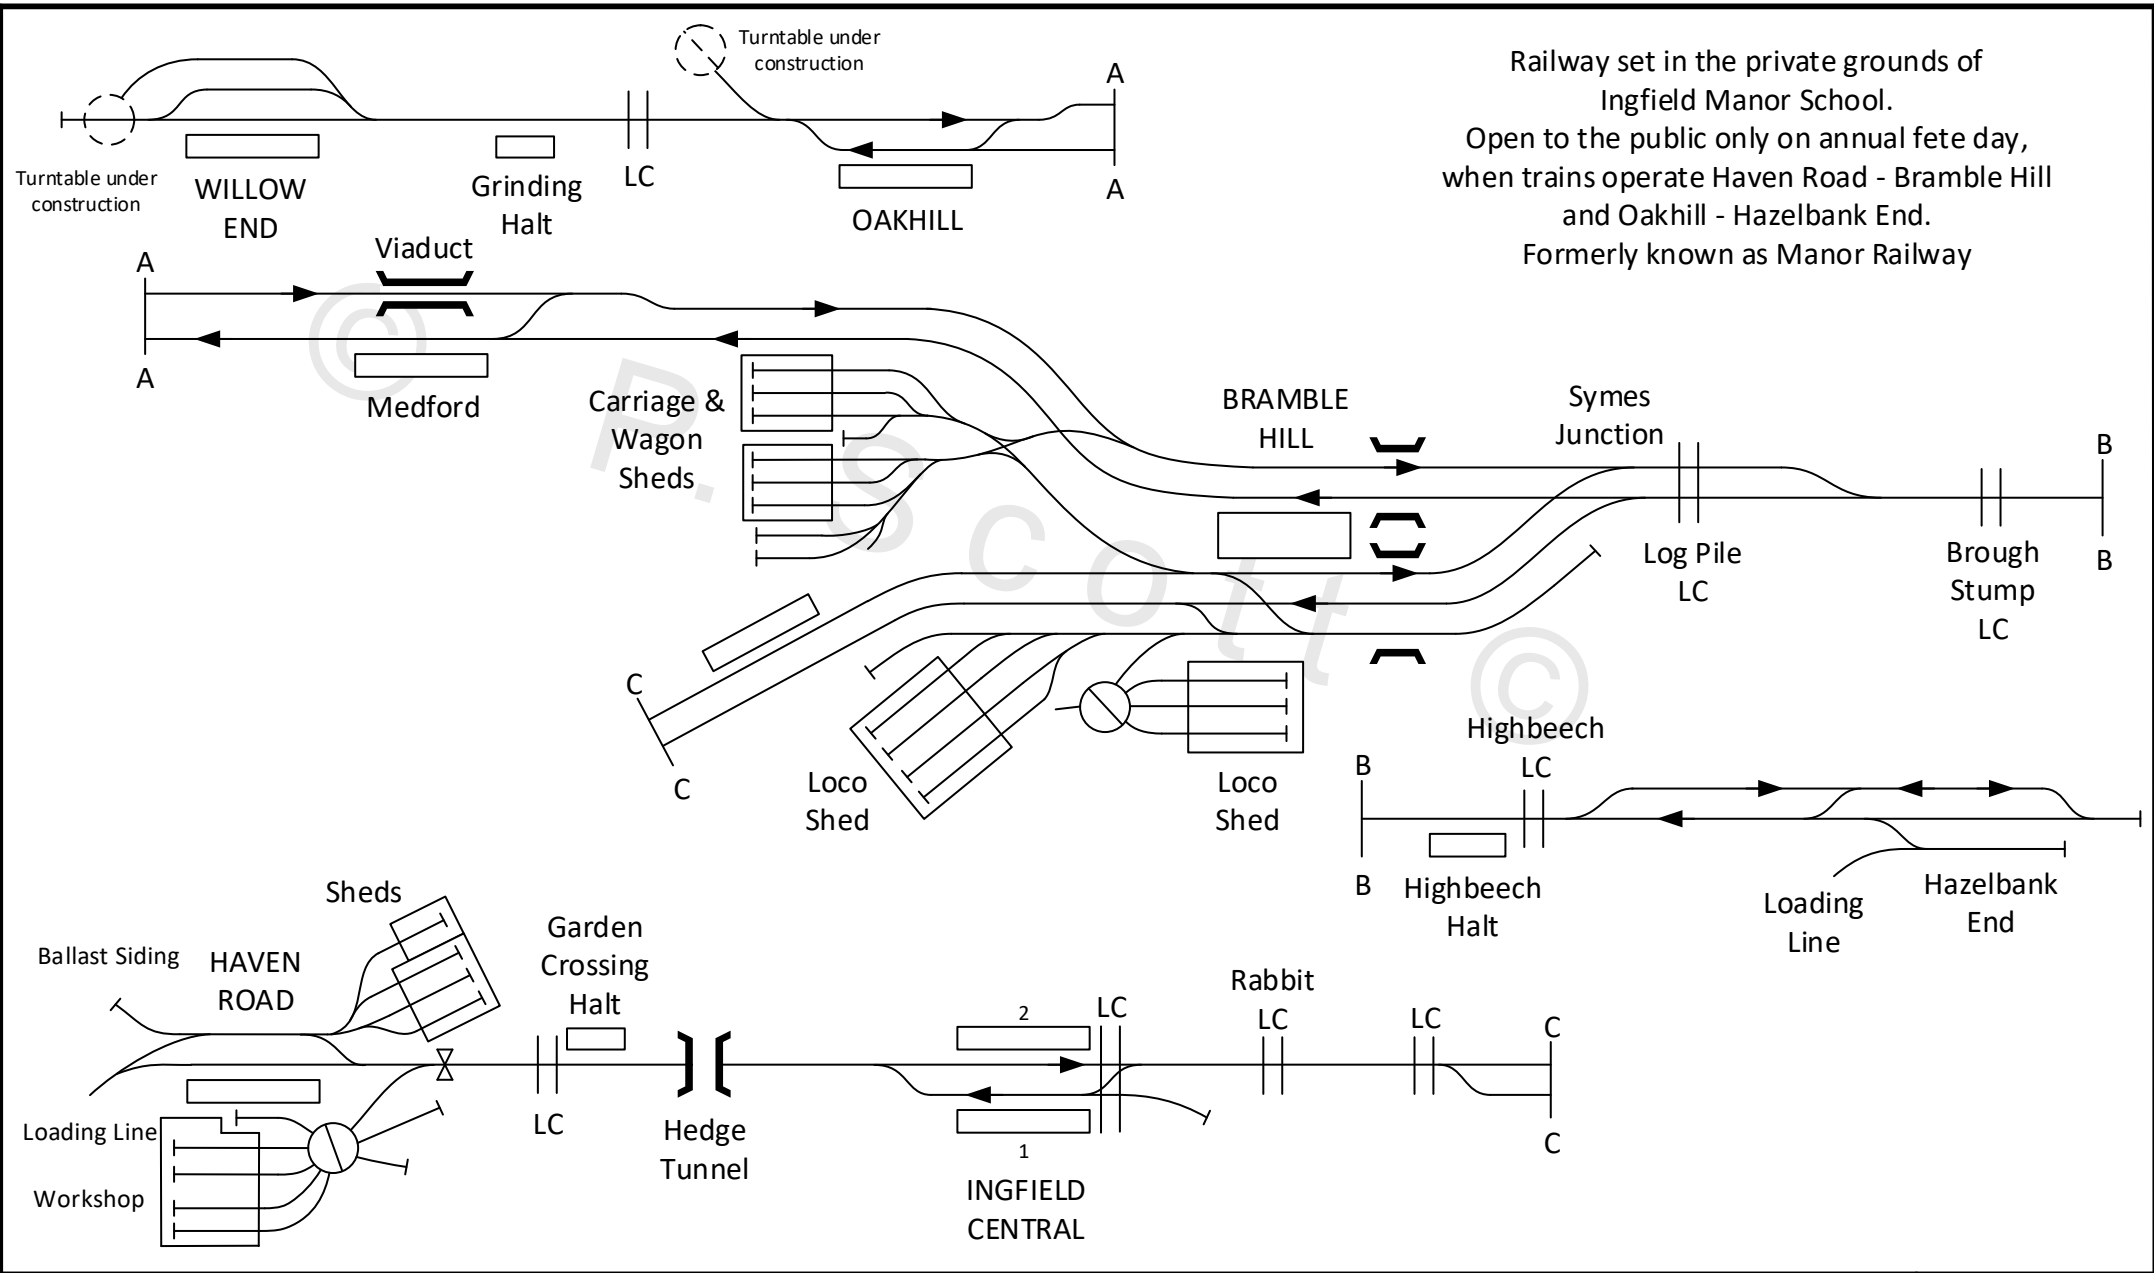 Turntable under
construction
Turntable under
construction
WILLOW
END
Grinding
Halt
LC
OAKHILL
A
A
Railway set in the private grounds of
Ingfield Manor School.
Open to the public only on annual fete day,
when trains operate Haven Road - Bramble Hill
and Oakhill - Hazelbank End.
Formerly known as Manor Railway
A
A
Viaduct
Medford
Carriage &
Wagon
Sheds
BRAMBLE
HILL
Symes
Junction
Log Pile
LC
Brough
Stump
LC
B
B
C
C
Loco
Shed
Loco
Shed
B
B
Highbeech
LC
Highbeech
Halt
Loading
Line
Hazelbank
End
Sheds
Ballast Siding
HAVEN
ROAD
Loading Line
Workshop
Garden
Crossing
Halt
LC
Hedge
Tunnel
2
1
INGFIELD
CENTRAL
LC
Rabbit
LC
LC
C
C
© P. Scott ©